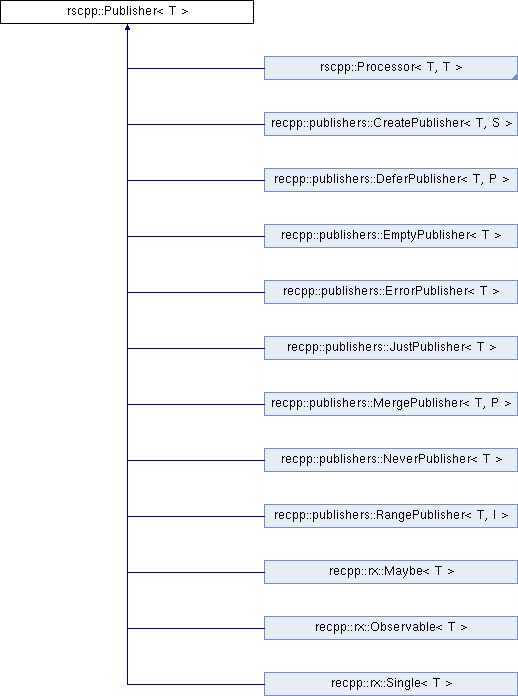 rscpp::Publisher< T >
rscpp::Processor< T, T >
recpp::publishers::CreatePublisher< T, S >
recpp::publishers::DeferPublisher< T, P >
recpp::publishers::EmptyPublisher< T >
recpp::publishers::ErrorPublisher< T >
recpp::publishers::JustPublisher< T >
recpp::publishers::MergePublisher< T, P >
recpp::publishers::NeverPublisher< T >
recpp::publishers::RangePublisher< T, I >
recpp::rx::Maybe< T >
recpp::rx::Observable< T >
recpp::rx::Single< T >